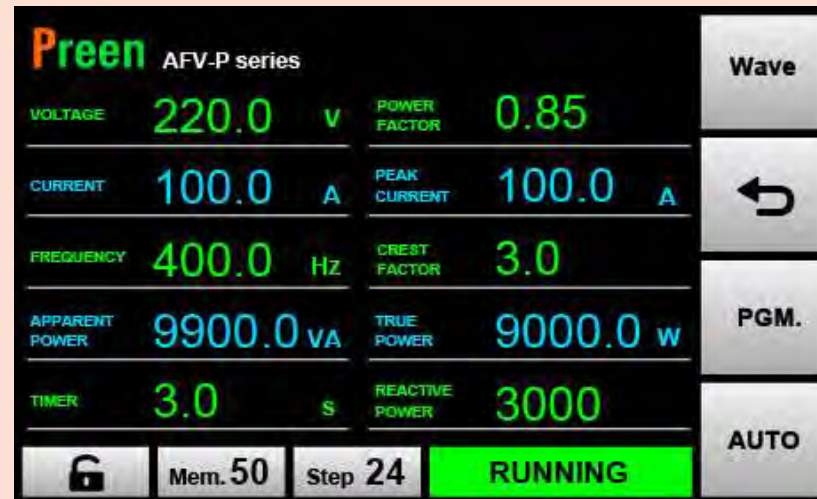 Preen AFV-P series
Wave
VOLTAGE 220.0 V POWER FACTOR 0.85
CURRENT 100.0 A PEAK CURRENT 100.0 A
FREQUENCY 400.0 Hz CREST FACTOR 3.0
APPARENT POWER 9900.0 VA TRUE POWER 9000.0 W
PGM.
TIMER 3.0 s REACTIVE POWER 3000
AUTO
Mem. 50 Step 24 RUNNING